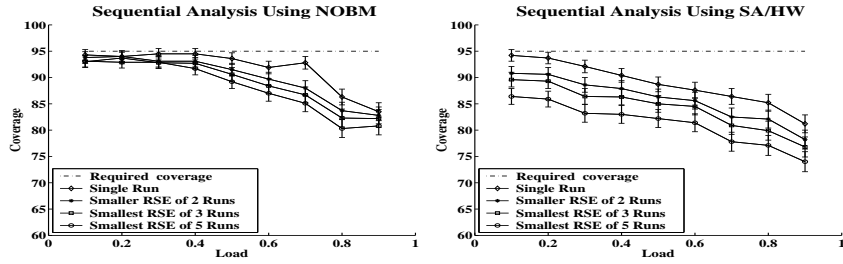 Sequential Analysis Using NOBM
100
95
90
85
80
75
70
65
60
Coverage
Required coverage
Single Run
Smaller RSE of 2 Runs
Smallest RSE of 3 Runs
Smallest RSE of 5 Runs
0 0.2 0.4 0.6 0.8 1
Load
Sequential Analysis Using SA/HW
100
95
90
85
80
75
70
65
60
Coverage
Required coverage
Single Run
Smaller RSE of 2 Runs
Smallest RSE of 3 Runs
Smallest RSE of 5 Runs
0 0.2 0.4 0.6 0.8 1
Load